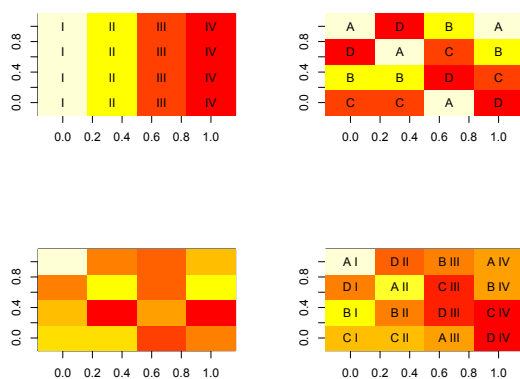 I II III IV
I II III IV
I II III IV
I II III IV
0.0 0.4 0.8
0.0 0.2 0.4 0.6 0.8 1.0
A D B A
D A C B
B B D C
C C A D
0.0 0.4 0.8
0.0 0.2 0.4 0.6 0.8 1.0
0.0 0.4 0.8
0.0 0.2 0.4 0.6 0.8 1.0
A I D II B III A IV
D I A II C III B IV
B I B II D III C IV
C I C II A III D IV
0.0 0.4 0.8
0.0 0.2 0.4 0.6 0.8 1.0